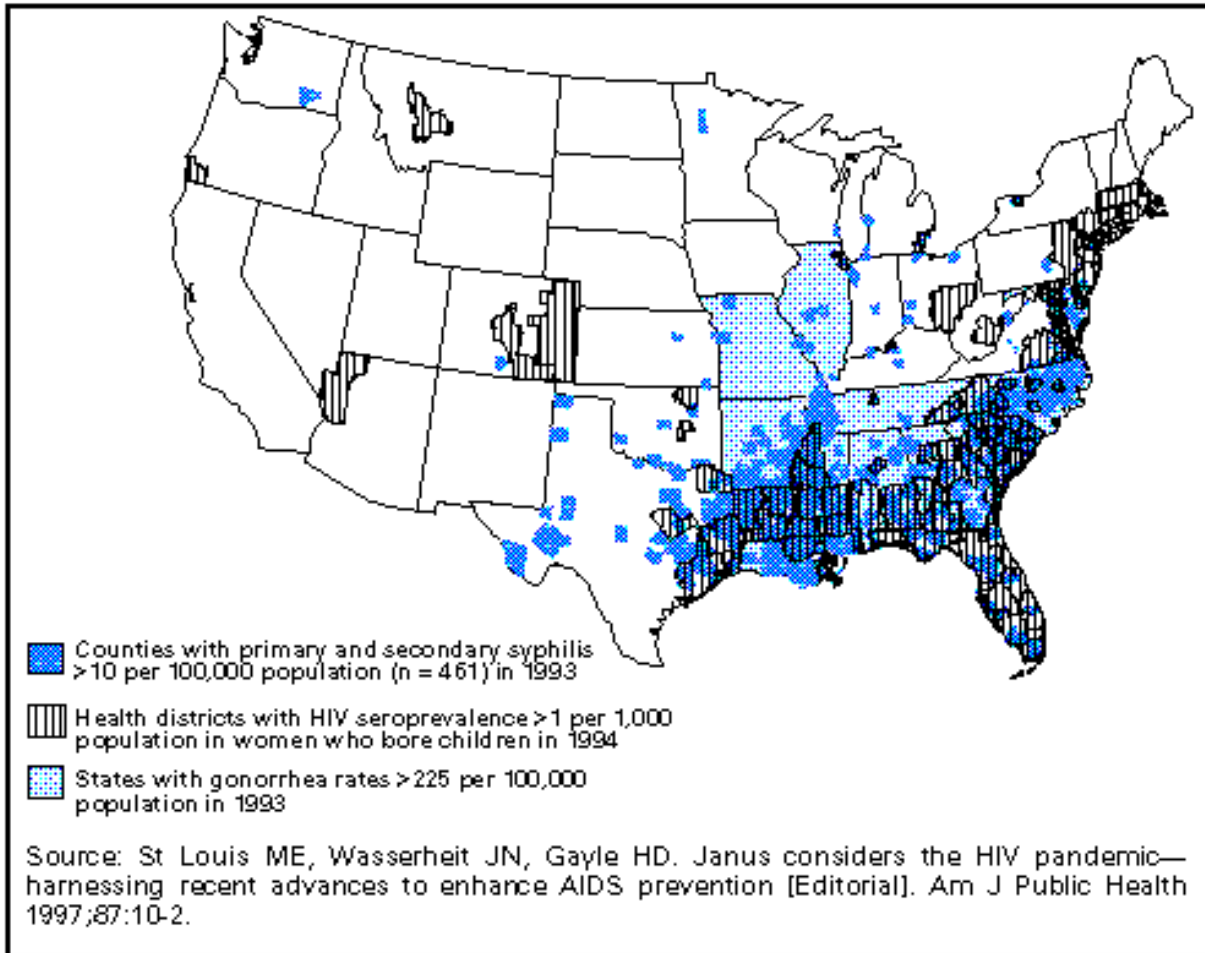 Counties with primary and secondary syphilis
>10 per 100,000 population (n = 461) in 1993
Health districts with HIV seroprevalence >1 per 1,000
population in women who bore children in 1994
States with gonorrhea rates >225 per 100,000
population in 1993
Source: St Louis ME, Wasserheit JN, Gayle HD. Janus considers the HIV pandemic—
harnessing recent advances to enhance AIDS prevention [Editorial]. Am J Public Health
1997;87:10-2.